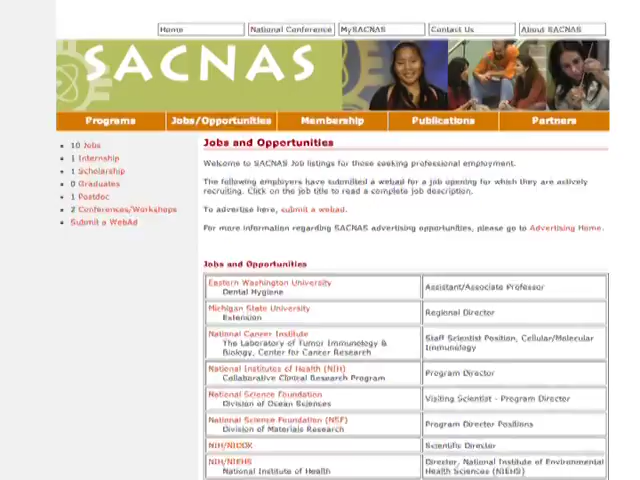 Home
National Conference
MySACNAS
Contact Us
About SACNAS
SACNAS
Programs
Jobs/Opportunities
Membership
Publications
Partners
10 Jobs
1 Internship
1 Scholarship
0 Graduates
1 Postdoc
2 Conferences/Workshops
Submit a WebAd
Jobs and Opportunities
Welcome to SACNAS Job listings for those seeking professional employment.
The following employers have submitted a webad for a job opening for which they are actively
recruiting. Click on the job title to read a complete job description.
To advertise here, submit a webad.
For more information regarding SACNAS advertising opportunities, please go to Advertising Home.
Jobs and Opportunities
Eastern Washington University
Dental Hygiene
Assistant/Associate Professor
Michigan State University
Extension
Regional Director
National Cancer Institute
The Laboratory of Tumor Immunology &
Biology, Center for Cancer Research
Staff Scientist Position, Cellular/Molecular
Immunology
National Institutes of Health (NIH)
Collaborative Clinical Research Program
Program Director
National Science Foundation
Division of Ocean Sciences
Visiting Scientist - Program Director
National Science Foundation (NSF)
Division of Materials Research
Program Director Positions
NIH/NIDDK
Scientific Director
NIH/NIEHS
National Institute of Health
Director, National Institute of Environmental
Health Sciences (NIEHS)